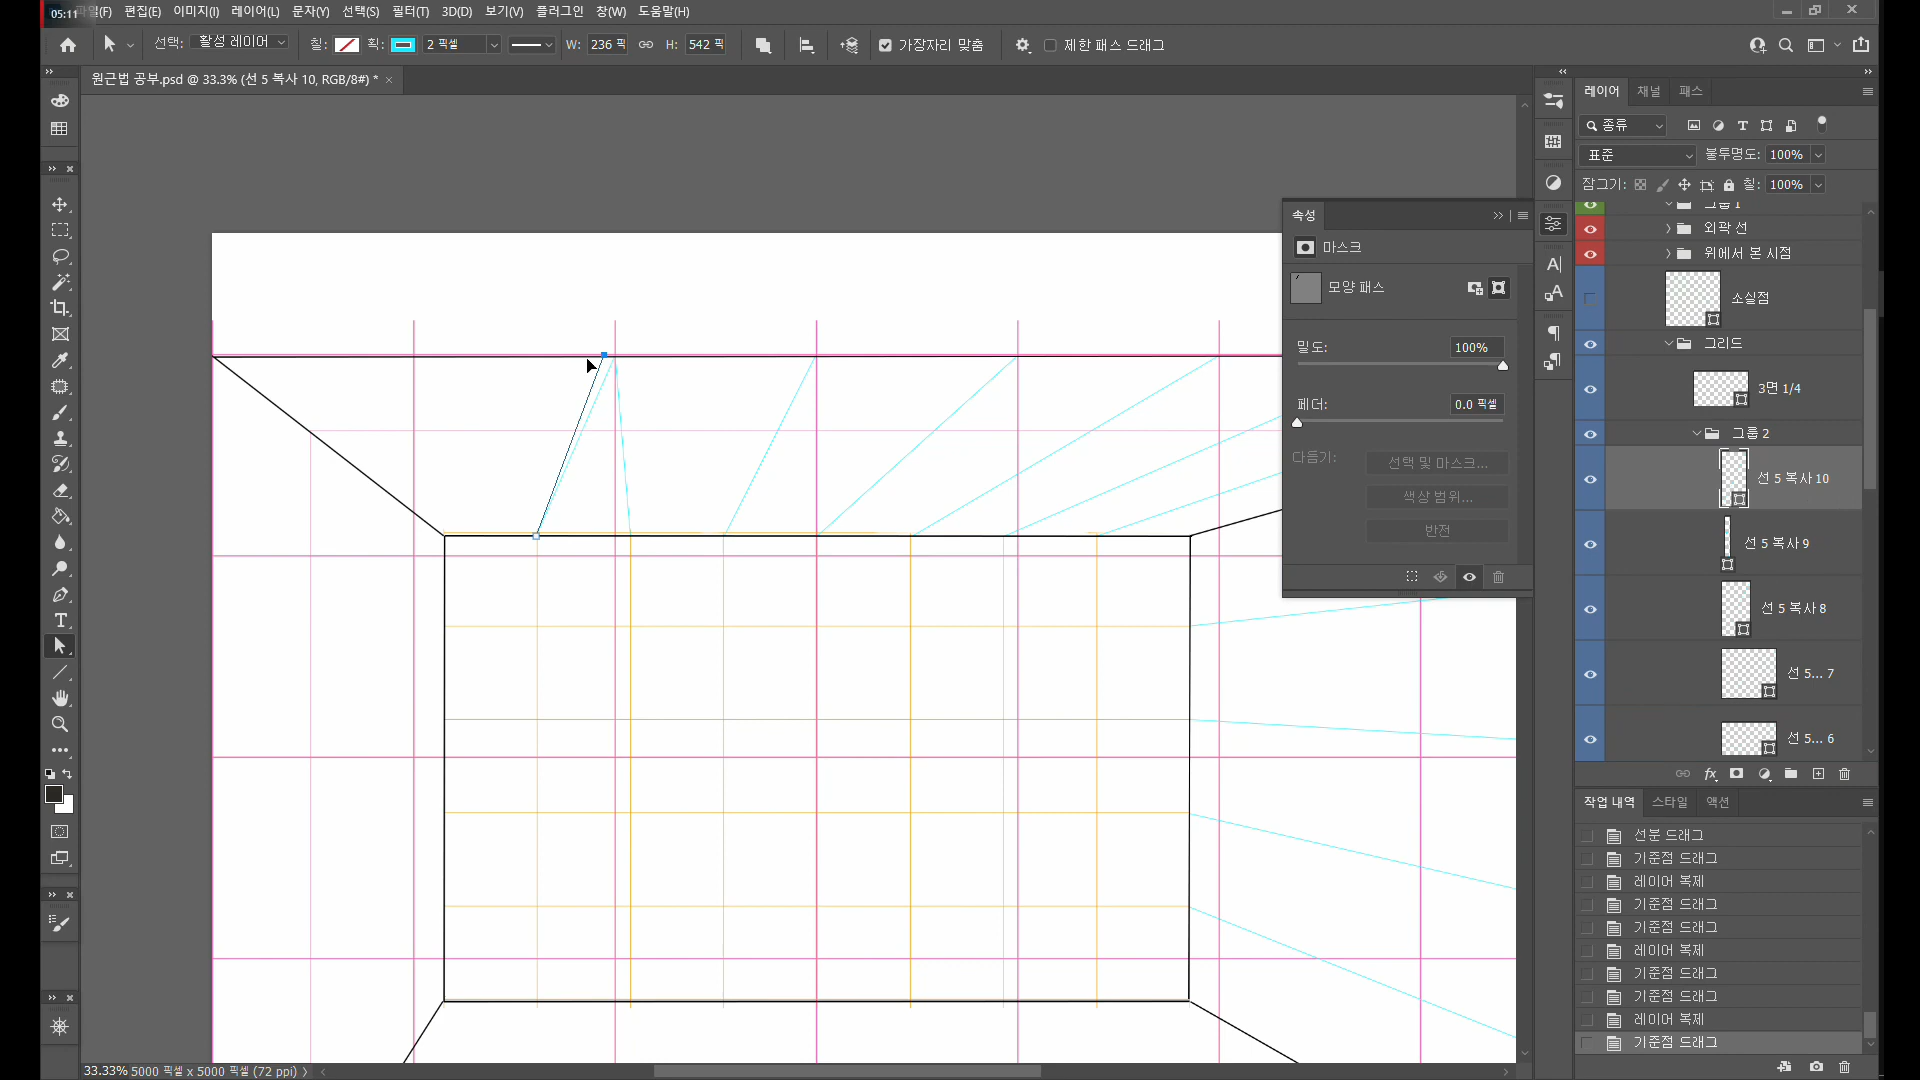 05:11
파일(F) 편집(E) 이미지(I) 레이어(L) 문자(Y) 선택(S) 필터(T) 3D(D) 보기(V) 플러그인 창(W) 도움말(H)
선택: 활성 레이어 칠: 획: 2 픽셀 W: 236 픽 H: 542 픽 가장자리 맞춤 제한 패스 드래그
원근법 공부.psd @ 33.3% (선 5 복사 10, RGB/8#) *
속성
마스크
모양 패스
밀도: 100%
페더: 0.0 픽셀
다듬기: 선택 및 마스크...
색상 범위...
반전
레이어 채널 패스
종류
표준 불투명도: 100%
잠그기: 칠: 100%
그룹 1
외곽 선
위에서 본 시점
소실점
그리드
3면 1/4
그룹 2
선 5 복사 10
선 5 복사 9
선 5 복사 8
선 5... 7
선 5... 6
작업 내역 스타일 액션
선분 드래그
기준점 드래그
레이어 복제
기준점 드래그
기준점 드래그
레이어 복제
기준점 드래그
기준점 드래그
레이어 복제
기준점 드래그
33.33% 5000 픽셀 x 5000 픽셀 (72 ppi)